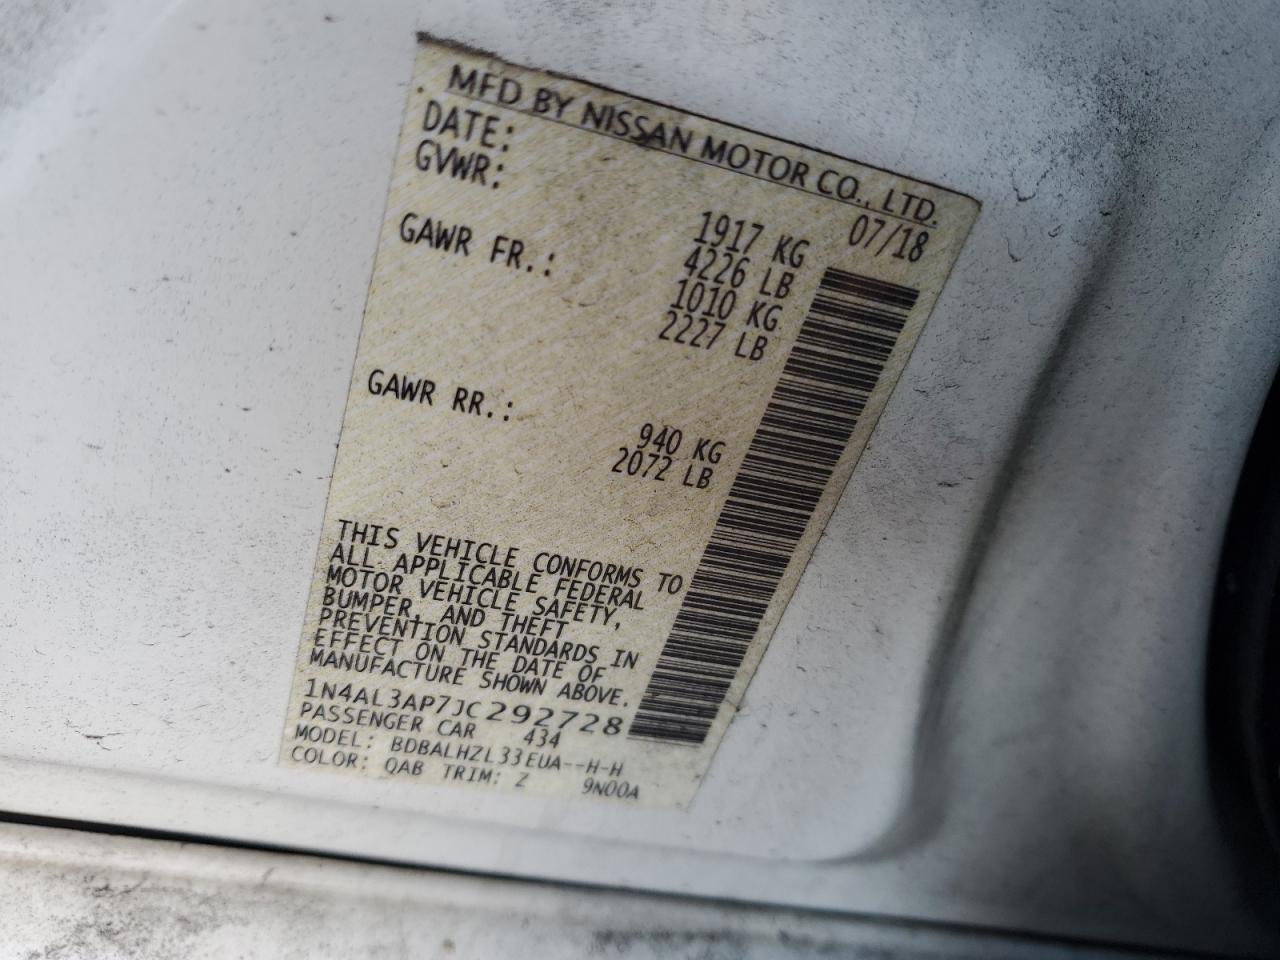 MFD BY NISSAN MOTOR CO., LTD.
DATE: 07/18
GVWR: 1917 KG
4226 LB
GAWR FR.: 1010 KG
2227 LB
GAWR RR.: 940 KG
2072 LB
THIS VEHICLE CONFORMS TO
ALL APPLICABLE FEDERAL
MOTOR VEHICLE SAFETY,
BUMPER, AND THEFT
PREVENTION STANDARDS IN
EFFECT ON THE DATE OF
MANUFACTURE SHOWN ABOVE.
1N4AL3AP7JC292728
PASSENGER CAR 434
MODEL: BDBALHZL33EUA--H-H
COLOR: QAB TRIM: Z 9N00A